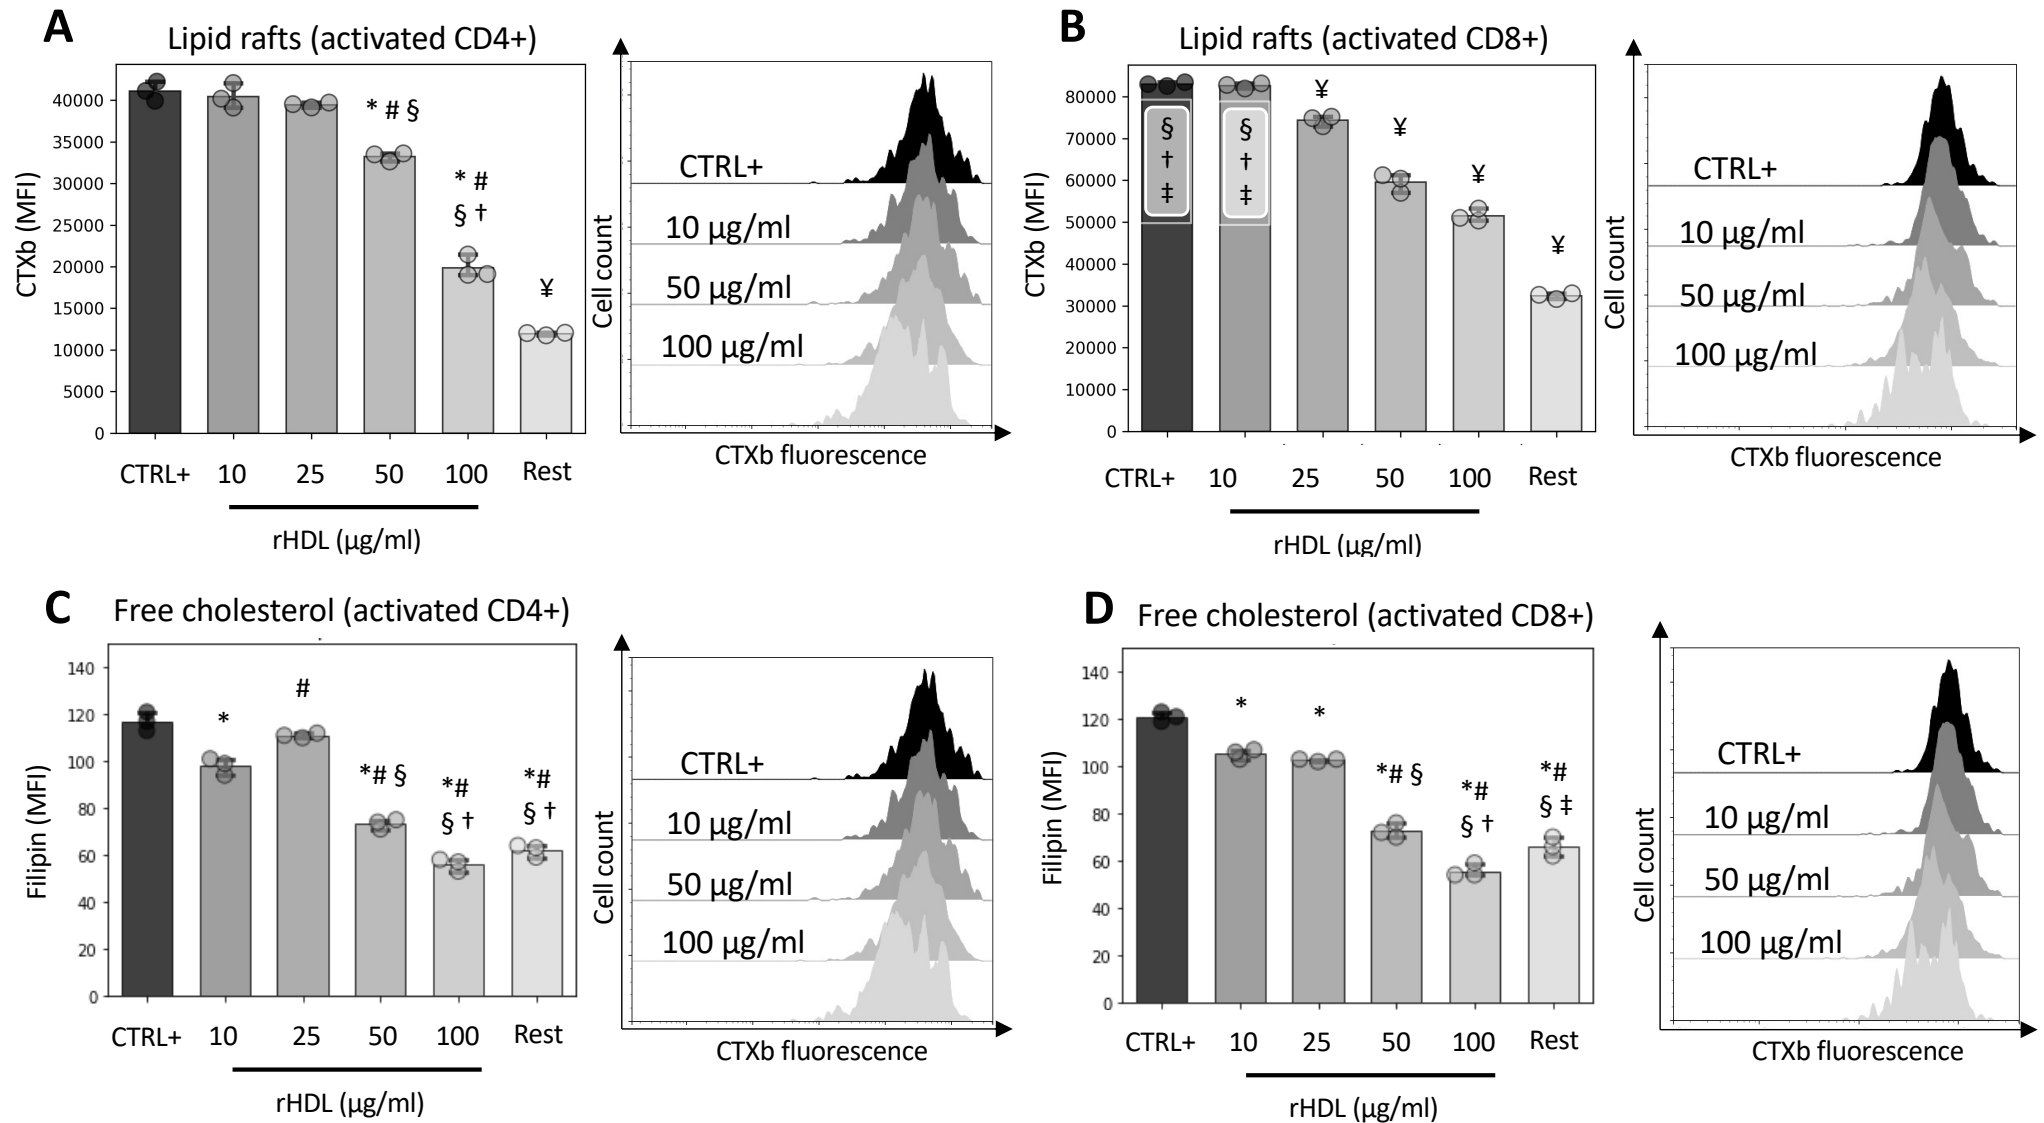 A
Lipid rafts (activated CD4+)
CTXb (MFI)
40000
35000
30000
25000
20000
15000
10000
5000
0
* # §
* #
§ †
¥
CTRL+ 10 25 50 100 Rest
rHDL (µg/ml)
Cell count
CTRL+
10 µg/ml
50 µg/ml
100 µg/ml
CTXb fluorescence
B
Lipid rafts (activated CD8+)
CTXb (MFI)
80000
70000
60000
50000
40000
30000
20000
10000
0
§
†
‡
§
†
‡
¥
¥
¥
¥
CTRL+ 10 25 50 100 Rest
rHDL (µg/ml)
Cell count
CTRL+
10 µg/ml
50 µg/ml
100 µg/ml
CTXb fluorescence
C
Free cholesterol (activated CD4+)
Filipin (MFI)
140
120
100
80
60
40
20
0
*
#
*# §
*#
§ †
*#
§ †
CTRL+ 10 25 50 100 Rest
rHDL (µg/ml)
Cell count
CTRL+
10 µg/ml
50 µg/ml
100 µg/ml
CTXb fluorescence
D
Free cholesterol (activated CD8+)
Filipin (MFI)
140
120
100
80
60
40
20
0
*
*
*# §
*#
§ †
*#
§ ‡
CTRL+ 10 25 50 100 Rest
rHDL (µg/ml)
Cell count
CTRL+
10 µg/ml
50 µg/ml
100 µg/ml
CTXb fluorescence